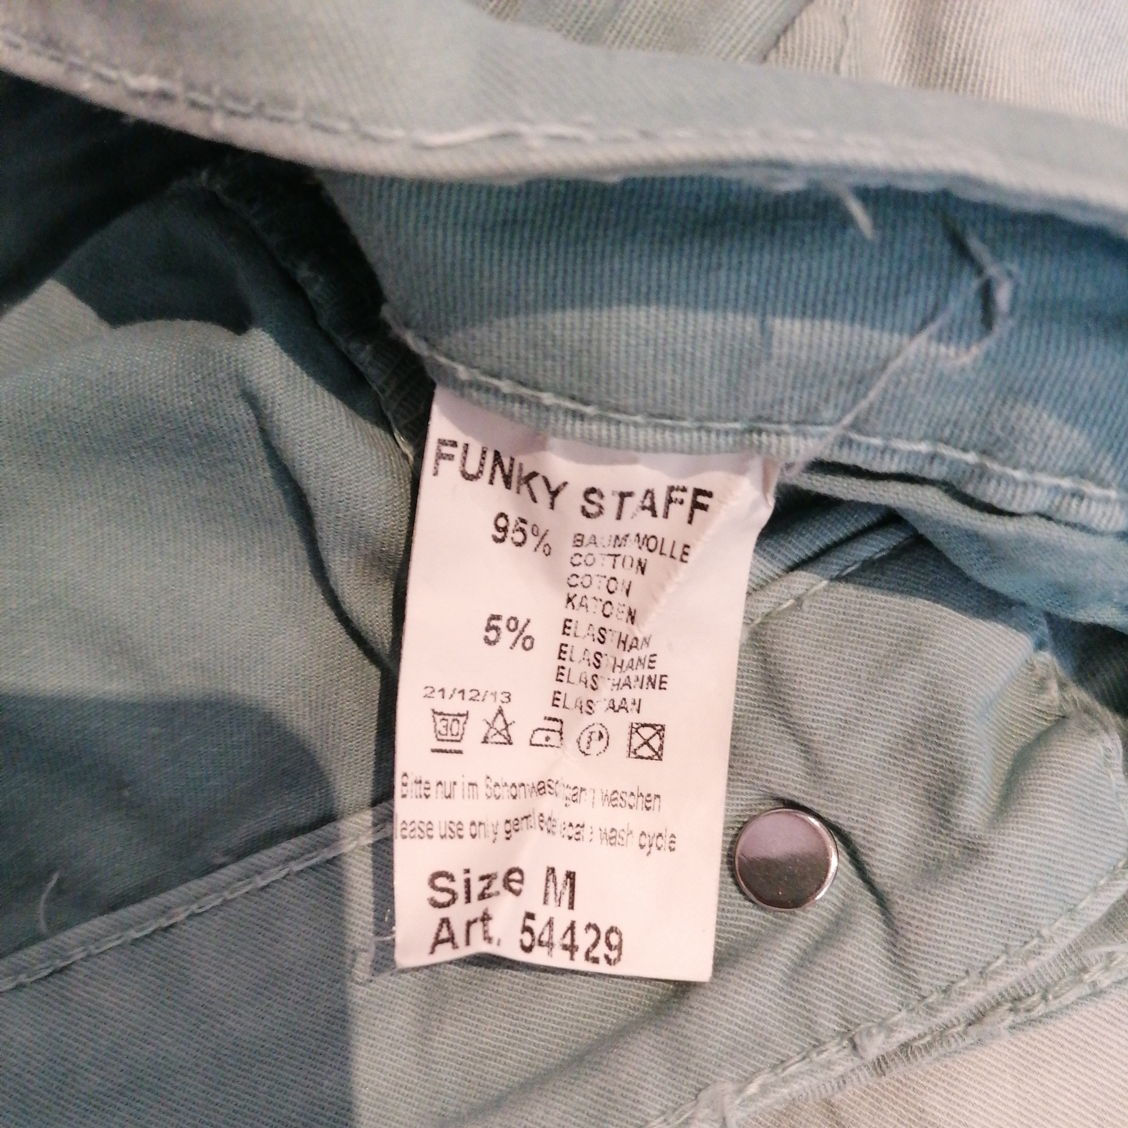 FUNKY STAFF
95% BAUMWOLLE
COTTON
COTON
KATOEN
5% ELASTHAN
ELASTHANE
ELASTHANNE
ELASTAAN
21/12/13
30
P
Bitte nur im Schonwaschgang waschen
lease use only gentle delecate wash cycle
Size M
Art. 54429